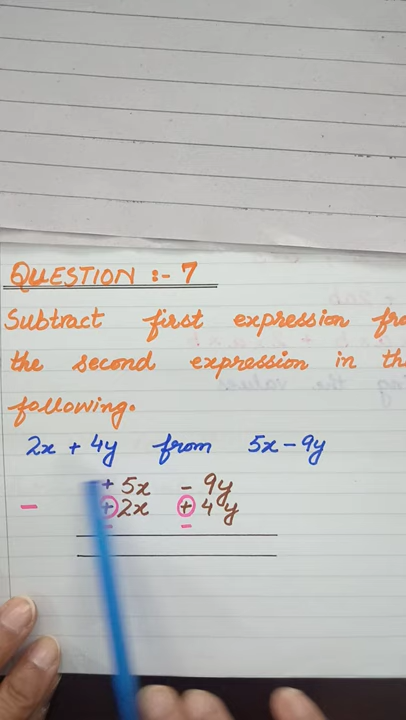 QUESTION :- 7
Subtract first expression fro
the second expression in th
following.
2x + 4y from 5x - 9y
+ 5x - 9y
- + 2x + 4y
- -